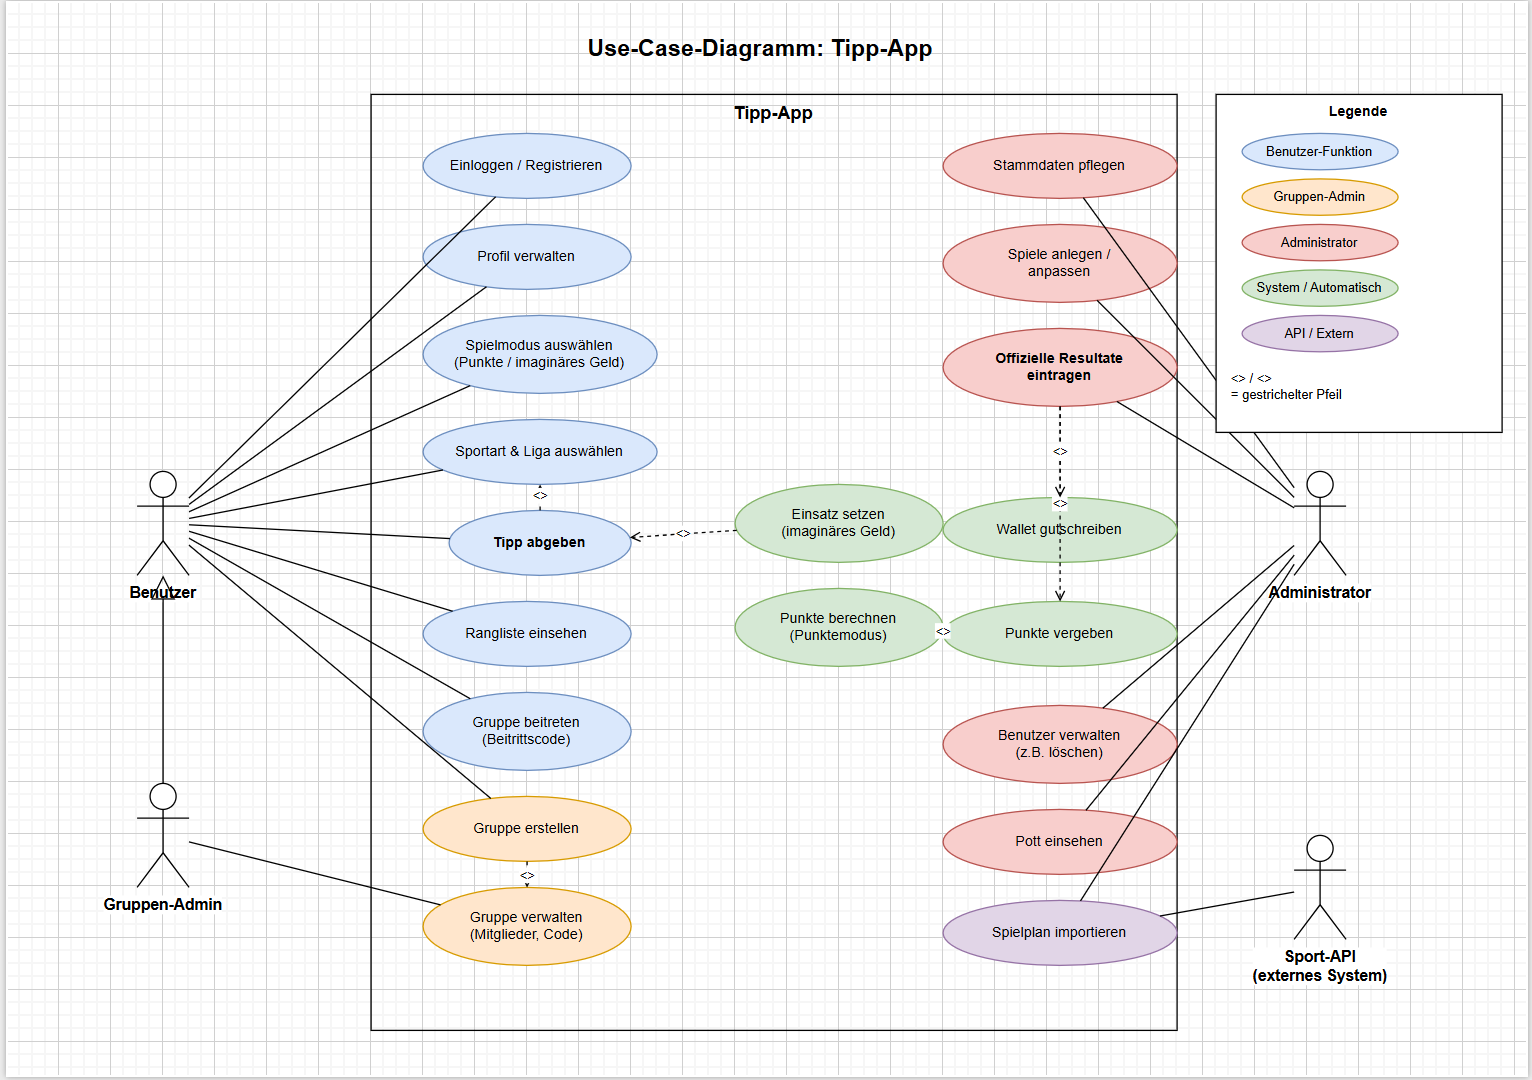 Use-Case-Diagramm: Tipp-App
Tipp-App
Einloggen / Registrieren
Profil verwalten
Spielmodus auswählen
(Punkte / imaginäres Geld)
Sportart & Liga auswählen
<>
Tipp abgeben
Rangliste einsehen
Gruppe beitreten
(Beitrittscode)
Gruppe erstellen
<>
Gruppe verwalten
(Mitglieder, Code)
<>
Einsatz setzen
(imaginäres Geld)
Punkte berechnen
(Punktemodus)
<>
Stammdaten pflegen
Spiele anlegen /
anpassen
Offizielle Resultate
eintragen
<>
<>
Wallet gutschreiben
Punkte vergeben
Benutzer verwalten
(z.B. löschen)
Pott einsehen
Spielplan importieren
Benutzer
Gruppen-Admin
Administrator
Sport-API
(externes System)
Legende
Benutzer-Funktion
Gruppen-Admin
Administrator
System / Automatisch
API / Extern
<> / <>
= gestrichelter Pfeil